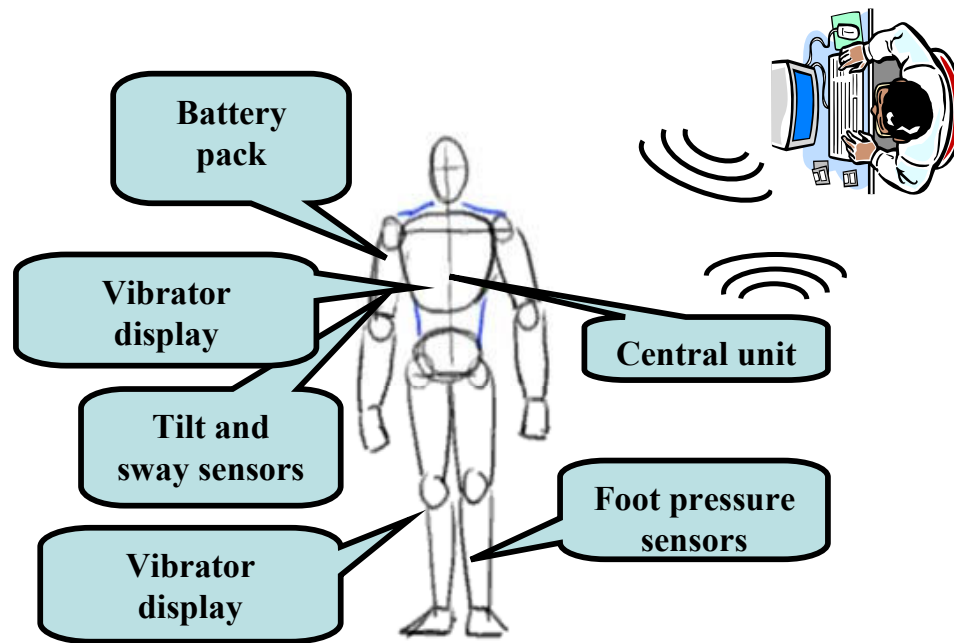 Battery
pack
Vibrator
display
Central unit
Tilt and
sway sensors
Foot pressure
sensors
Vibrator
display